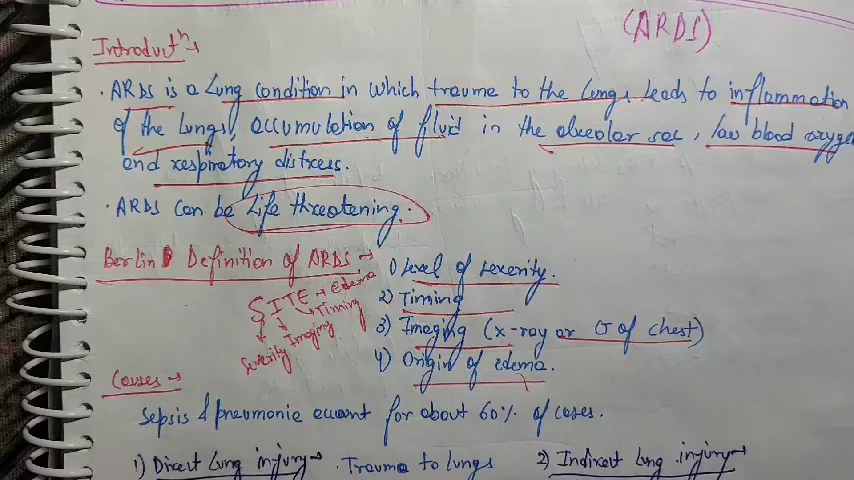 (ARDS)
Introductⁿ→
· ARDS is a Lung condition in which trauma to the Lungs Leads to inflammation
of the Lungs, accumulation of fluid in the alveolar sac, low blood oxygen
and respiratory distress.
· ARDS can be Life threatening.
Berlin Definition of ARDS →
1) Level of severity.
2) Timing
3) Imaging (X-ray or CT of chest)
4) Origin of edema.
SITE → Edema
Timing
Imaging
Severity
Causes →
Sepsis & pneumonia account for about 60% of cases.
1) Direct Lung injury → · Trauma to Lungs 2) Indirect Lung injury →